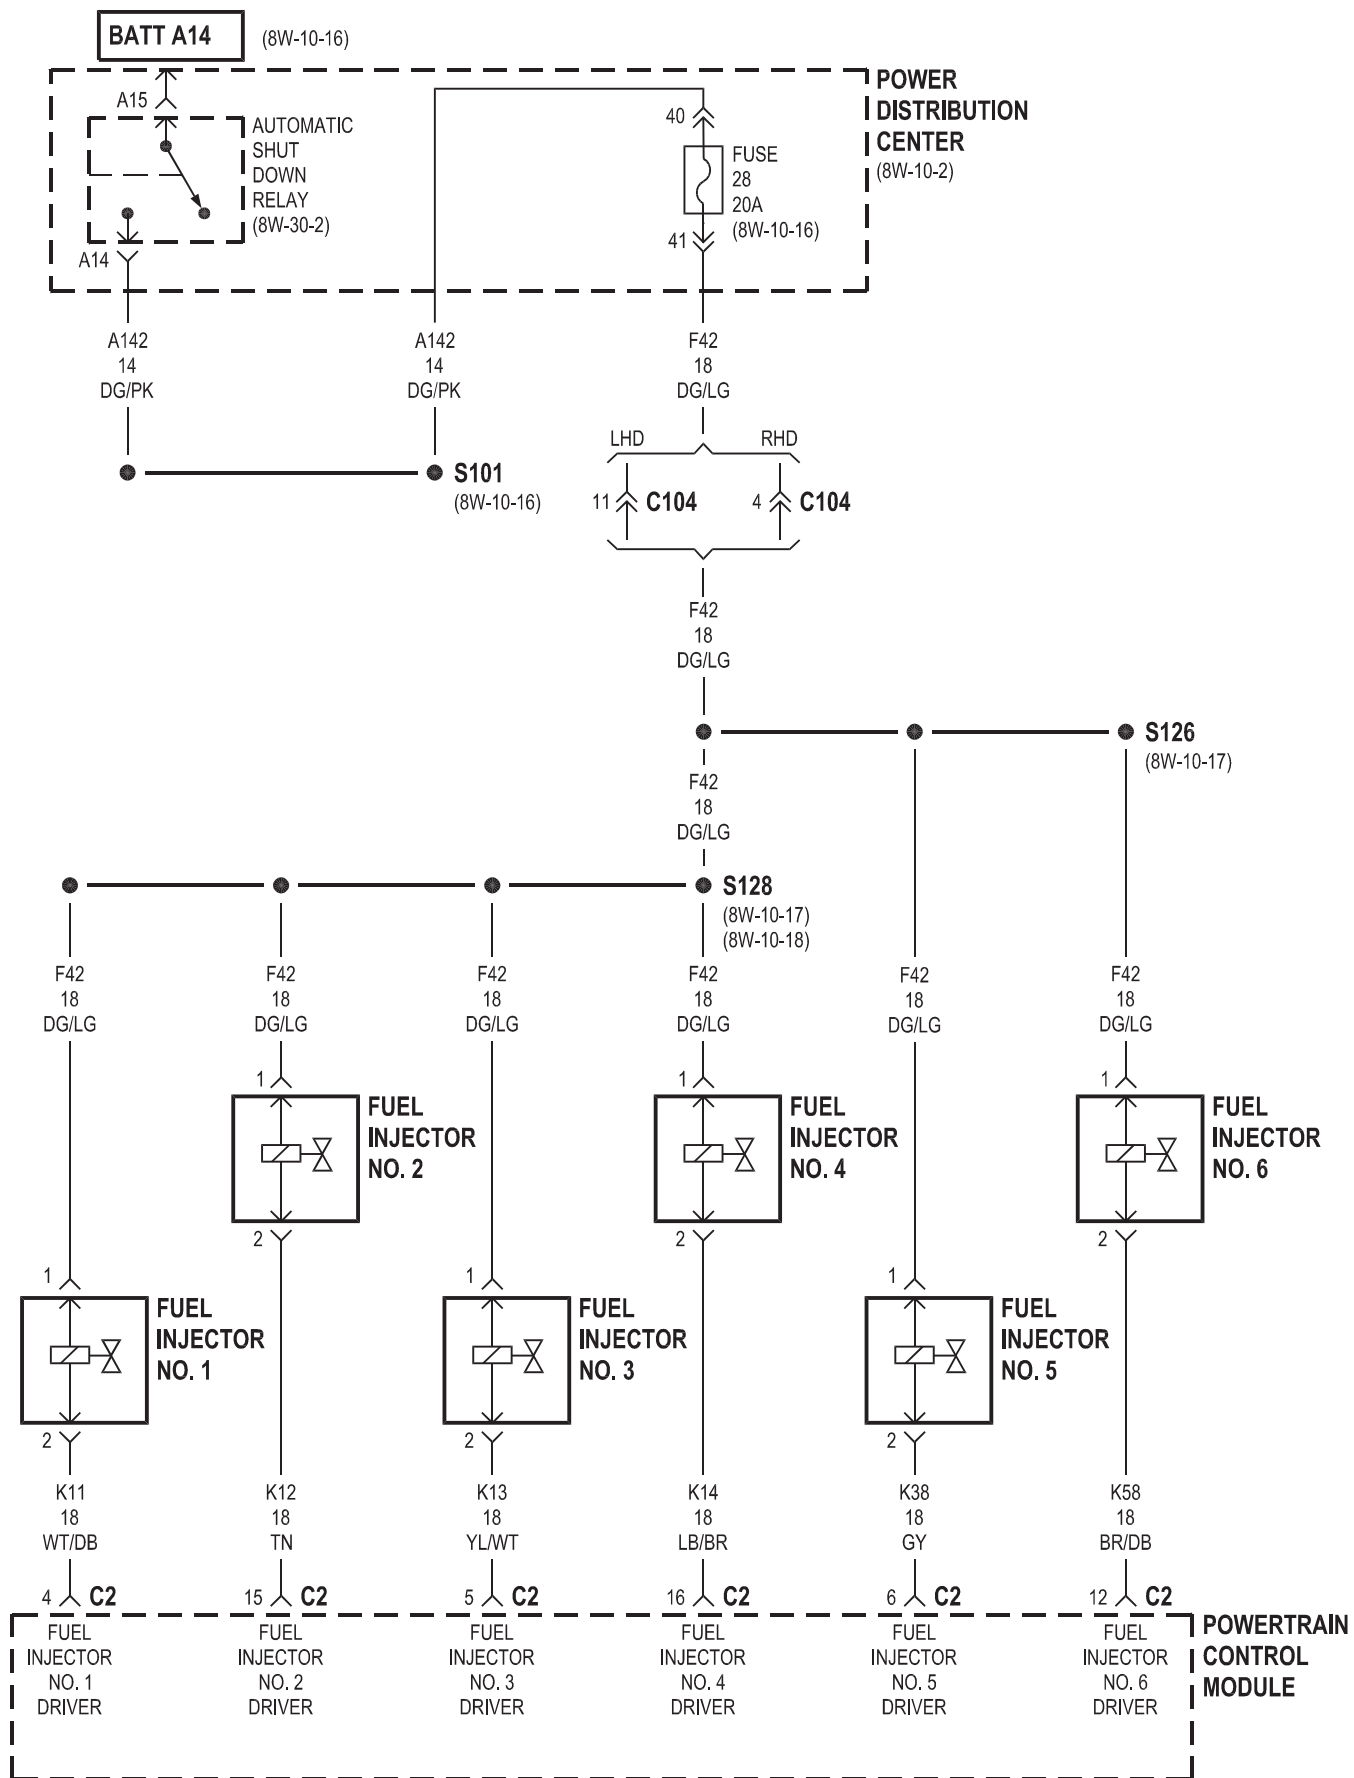 BATT A14
(8W-10-16)
POWER
DISTRIBUTION
CENTER
(8W-10-2)
A15
AUTOMATIC
SHUT
DOWN
RELAY
(8W-30-2)
A14
40
FUSE
28
20A
(8W-10-16)
41
A142
14
DG/PK
A142
14
DG/PK
F42
18
DG/LG
LHD
RHD
S101
(8W-10-16)
11
C104
4
C104
F42
18
DG/LG
S126
(8W-10-17)
F42
18
DG/LG
S128
(8W-10-17)
(8W-10-18)
F42
18
DG/LG
F42
18
DG/LG
F42
18
DG/LG
F42
18
DG/LG
F42
18
DG/LG
F42
18
DG/LG
1
FUEL
INJECTOR
NO. 2
2
1
FUEL
INJECTOR
NO. 4
2
1
FUEL
INJECTOR
NO. 6
2
1
FUEL
INJECTOR
NO. 1
2
1
FUEL
INJECTOR
NO. 3
2
1
FUEL
INJECTOR
NO. 5
2
K11
18
WT/DB
K12
18
TN
K13
18
YL/WT
K14
18
LB/BR
K38
18
GY
K58
18
BR/DB
4
C2
15
C2
5
C2
16
C2
6
C2
12
C2
FUEL
INJECTOR
NO. 1
DRIVER
FUEL
INJECTOR
NO. 2
DRIVER
FUEL
INJECTOR
NO. 3
DRIVER
FUEL
INJECTOR
NO. 4
DRIVER
FUEL
INJECTOR
NO. 5
DRIVER
FUEL
INJECTOR
NO. 6
DRIVER
POWERTRAIN
CONTROL
MODULE